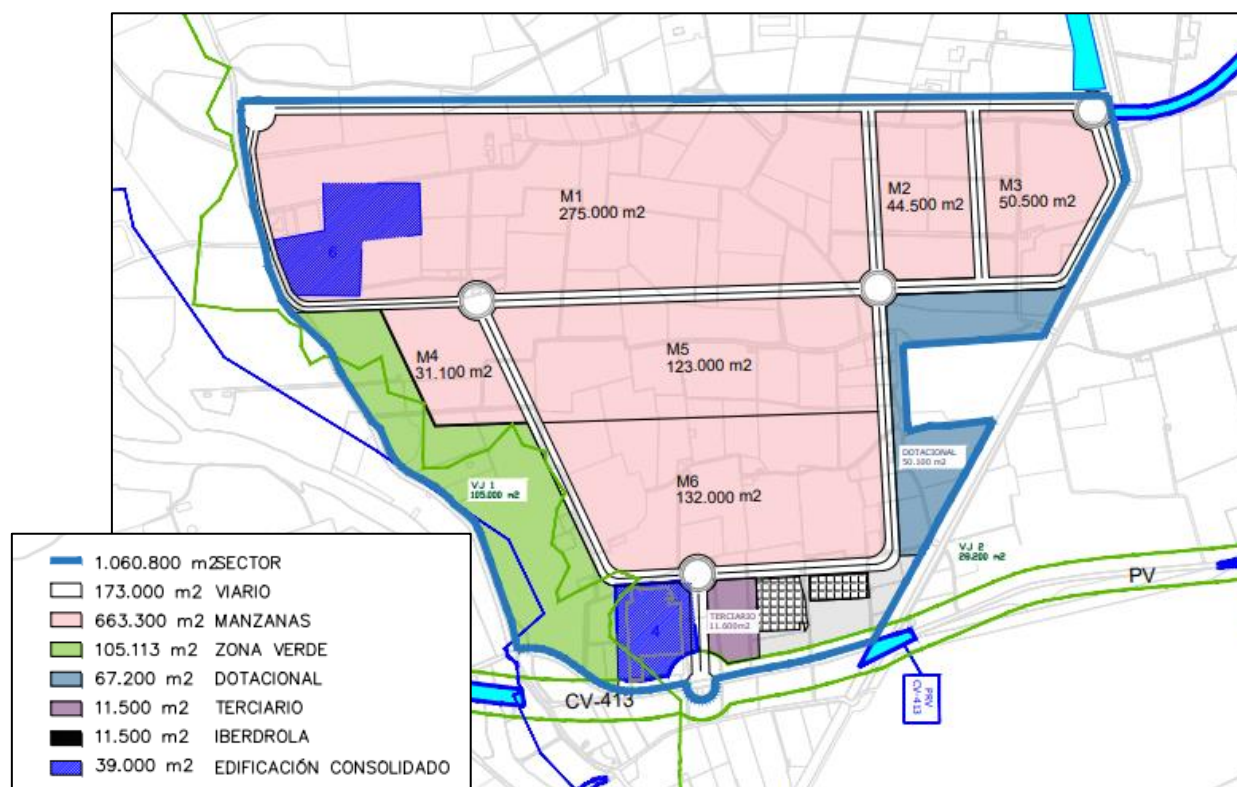 M1
275.000 m2
M2
44.500 m2
M3
50.500 m2
6
M4
31.100 m2
M5
123.000 m2
DOTACIONAL
50.100 m2
VJ 1
105.000 m2
M6
132.000 m2
VJ 2
28.200 m2
PV
TERCIARIO
11.600m2
4
CV-413
PRV
CV-413
1.060.800 m2SECTOR
173.000 m2 VIARIO
663.300 m2 MANZANAS
105.113 m2 ZONA VERDE
67.200 m2 DOTACIONAL
11.500 m2 TERCIARIO
11.500 m2 IBERDROLA
39.000 m2 EDIFICACIÓN CONSOLIDADO